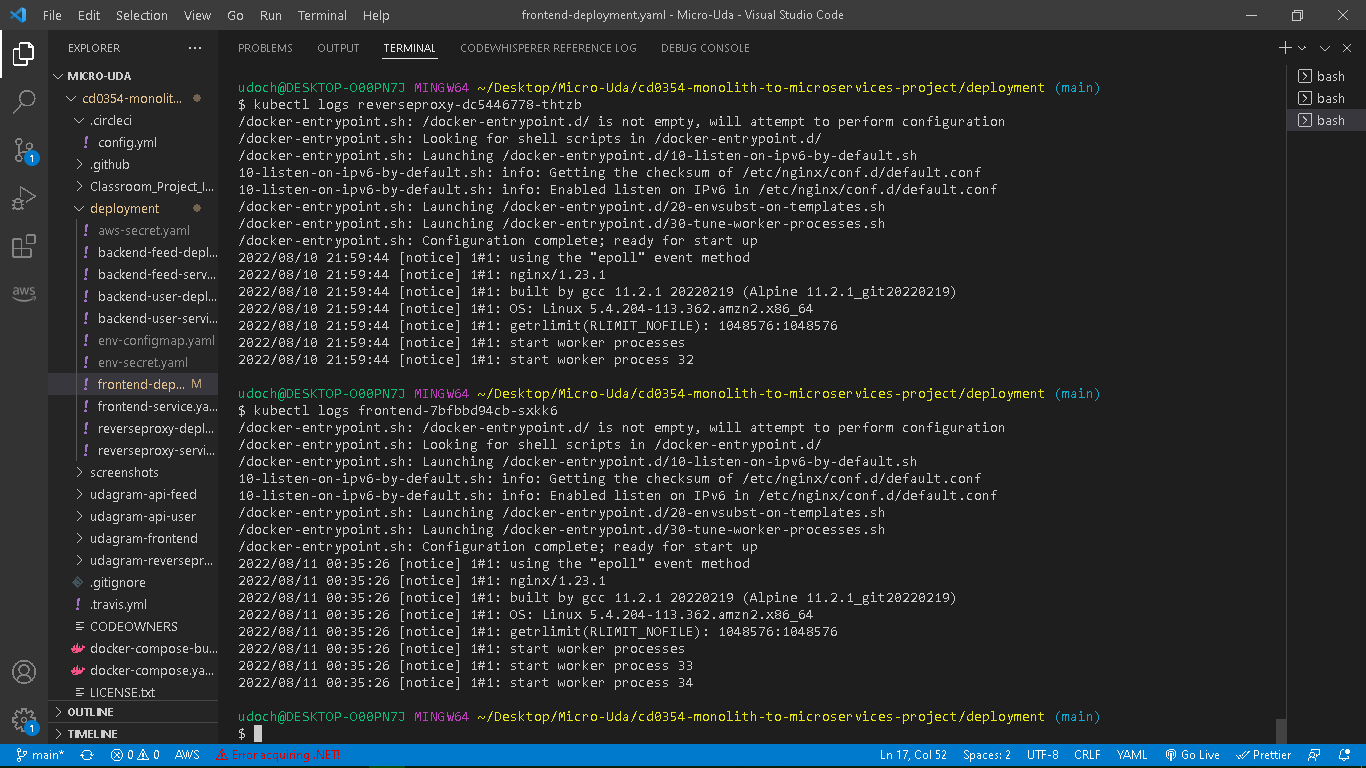 File Edit Selection View Go Run Terminal Help
frontend-deployment.yaml - Micro-Uda - Visual Studio Code
EXPLORER
MICRO-UDA
cd0354-monolit...
.circleci
config.yml
.github
Classroom_Project_I...
deployment
aws-secret.yaml
backend-feed-depl...
backend-feed-serv...
backend-user-depl...
backend-user-servi...
env-configmap.yaml
env-secret.yaml
frontend-dep... M
frontend-service.ya...
reverseproxy-depl...
reverseproxy-servi...
screenshots
udagram-api-feed
udagram-api-user
udagram-frontend
udagram-reversepr...
.gitignore
.travis.yml
CODEOWNERS
docker-compose-bu...
docker-compose.ya...
LICENSE.txt
OUTLINE
TIMELINE
aws
1
1
PROBLEMS OUTPUT TERMINAL CODEWHISPERER REFERENCE LOG DEBUG CONSOLE
udoch@DESKTOP-O00PN7J MINGW64 ~/Desktop/Micro-Uda/cd0354-monolith-to-microservices-project/deployment (main)
$ kubectl logs reverseproxy-dc5446778-thtzb
/docker-entrypoint.sh: /docker-entrypoint.d/ is not empty, will attempt to perform configuration
/docker-entrypoint.sh: Looking for shell scripts in /docker-entrypoint.d/
/docker-entrypoint.sh: Launching /docker-entrypoint.d/10-listen-on-ipv6-by-default.sh
10-listen-on-ipv6-by-default.sh: info: Getting the checksum of /etc/nginx/conf.d/default.conf
10-listen-on-ipv6-by-default.sh: info: Enabled listen on IPv6 in /etc/nginx/conf.d/default.conf
/docker-entrypoint.sh: Launching /docker-entrypoint.d/20-envsubst-on-templates.sh
/docker-entrypoint.sh: Launching /docker-entrypoint.d/30-tune-worker-processes.sh
/docker-entrypoint.sh: Configuration complete; ready for start up
2022/08/10 21:59:44 [notice] 1#1: using the "epoll" event method
2022/08/10 21:59:44 [notice] 1#1: nginx/1.23.1
2022/08/10 21:59:44 [notice] 1#1: built by gcc 11.2.1 20220219 (Alpine 11.2.1_git20220219)
2022/08/10 21:59:44 [notice] 1#1: OS: Linux 5.4.204-113.362.amzn2.x86_64
2022/08/10 21:59:44 [notice] 1#1: getrlimit(RLIMIT_NOFILE): 1048576:1048576
2022/08/10 21:59:44 [notice] 1#1: start worker processes
2022/08/10 21:59:44 [notice] 1#1: start worker process 32
udoch@DESKTOP-O00PN7J MINGW64 ~/Desktop/Micro-Uda/cd0354-monolith-to-microservices-project/deployment (main)
$ kubectl logs frontend-7bfbbd94cb-sxkk6
/docker-entrypoint.sh: /docker-entrypoint.d/ is not empty, will attempt to perform configuration
/docker-entrypoint.sh: Looking for shell scripts in /docker-entrypoint.d/
/docker-entrypoint.sh: Launching /docker-entrypoint.d/10-listen-on-ipv6-by-default.sh
10-listen-on-ipv6-by-default.sh: info: Getting the checksum of /etc/nginx/conf.d/default.conf
10-listen-on-ipv6-by-default.sh: info: Enabled listen on IPv6 in /etc/nginx/conf.d/default.conf
/docker-entrypoint.sh: Launching /docker-entrypoint.d/20-envsubst-on-templates.sh
/docker-entrypoint.sh: Launching /docker-entrypoint.d/30-tune-worker-processes.sh
/docker-entrypoint.sh: Configuration complete; ready for start up
2022/08/11 00:35:26 [notice] 1#1: using the "epoll" event method
2022/08/11 00:35:26 [notice] 1#1: nginx/1.23.1
2022/08/11 00:35:26 [notice] 1#1: built by gcc 11.2.1 20220219 (Alpine 11.2.1_git20220219)
2022/08/11 00:35:26 [notice] 1#1: OS: Linux 5.4.204-113.362.amzn2.x86_64
2022/08/11 00:35:26 [notice] 1#1: getrlimit(RLIMIT_NOFILE): 1048576:1048576
2022/08/11 00:35:26 [notice] 1#1: start worker processes
2022/08/11 00:35:26 [notice] 1#1: start worker process 33
2022/08/11 00:35:26 [notice] 1#1: start worker process 34
udoch@DESKTOP-O00PN7J MINGW64 ~/Desktop/Micro-Uda/cd0354-monolith-to-microservices-project/deployment (main)
$
bash
bash
bash
main* 0 0 AWS Error acquiring .NET! Ln 17, Col 52 Spaces: 2 UTF-8 CRLF YAML Go Live Prettier